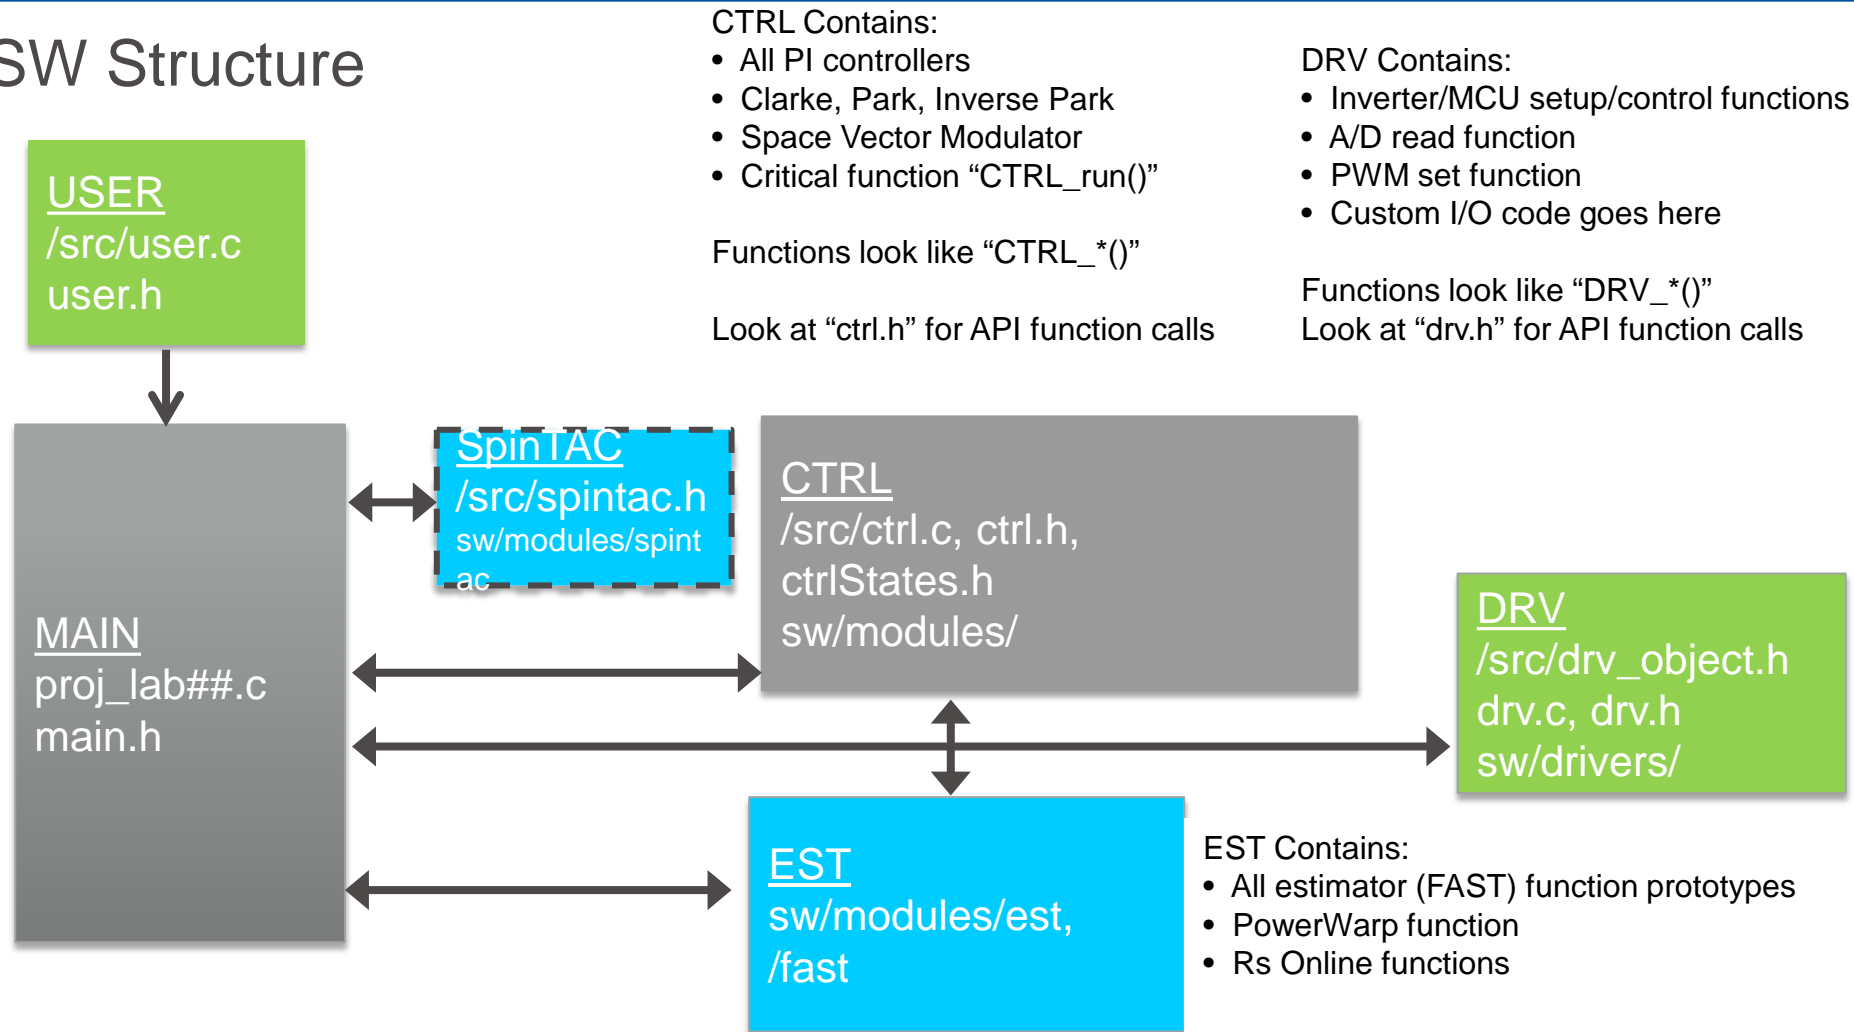 SW Structure
CTRL Contains:
• All PI controllers
• Clarke, Park, Inverse Park
• Space Vector Modulator
• Critical function “CTRL_run()”
Functions look like “CTRL_*()”
Look at “ctrl.h” for API function calls
DRV Contains:
• Inverter/MCU setup/control functions
• A/D read function
• PWM set function
• Custom I/O code goes here
Functions look like “DRV_*()”
Look at “drv.h” for API function calls
USER
/src/user.c
user.h
MAIN
proj_lab##.c
main.h
SpinTAC
/src/spintac.h
sw/modules/spint
ac
CTRL
/src/ctrl.c, ctrl.h,
ctrlStates.h
sw/modules/
DRV
/src/drv_object.h
drv.c, drv.h
sw/drivers/
EST
sw/modules/est,
/fast
EST Contains:
• All estimator (FAST) function prototypes
• PowerWarp function
• Rs Online functions